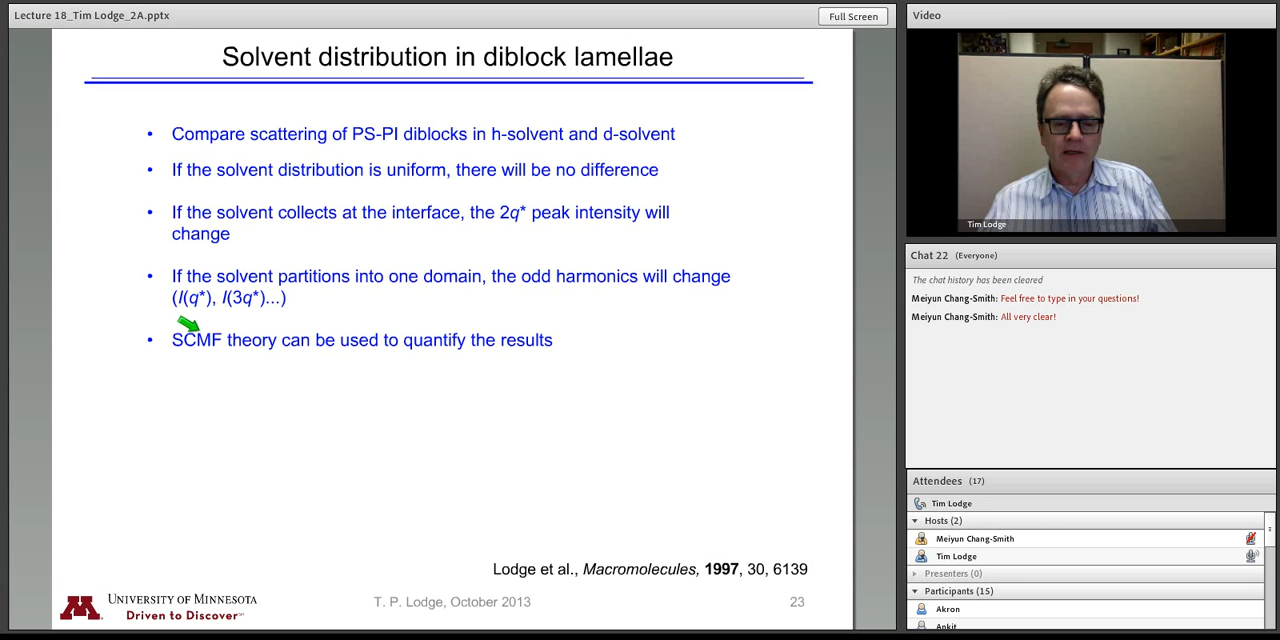 Lecture 18_Tim Lodge_2A.pptx
Full Screen
Solvent distribution in diblock lamellae
• Compare scattering of PS-PI diblocks in h-solvent and d-solvent
• If the solvent distribution is uniform, there will be no difference
• If the solvent collects at the interface, the 2q* peak intensity will
change
• If the solvent partitions into one domain, the odd harmonics will change
(I(q*), I(3q*)...)
• SCMF theory can be used to quantify the results
Lodge et al., Macromolecules, 1997, 30, 6139
UNIVERSITY OF MINNESOTA
Driven to Discover℠
T. P. Lodge, October 2013
23
Video
Tim Lodge
Chat 22 (Everyone)
The chat history has been cleared
Meiyun Chang-Smith: Feel free to type in your questions!
Meiyun Chang-Smith: All very clear!
Attendees (17)
Tim Lodge
Hosts (2)
Meiyun Chang-Smith
Tim Lodge
Presenters (0)
Participants (15)
Akron
Ankit